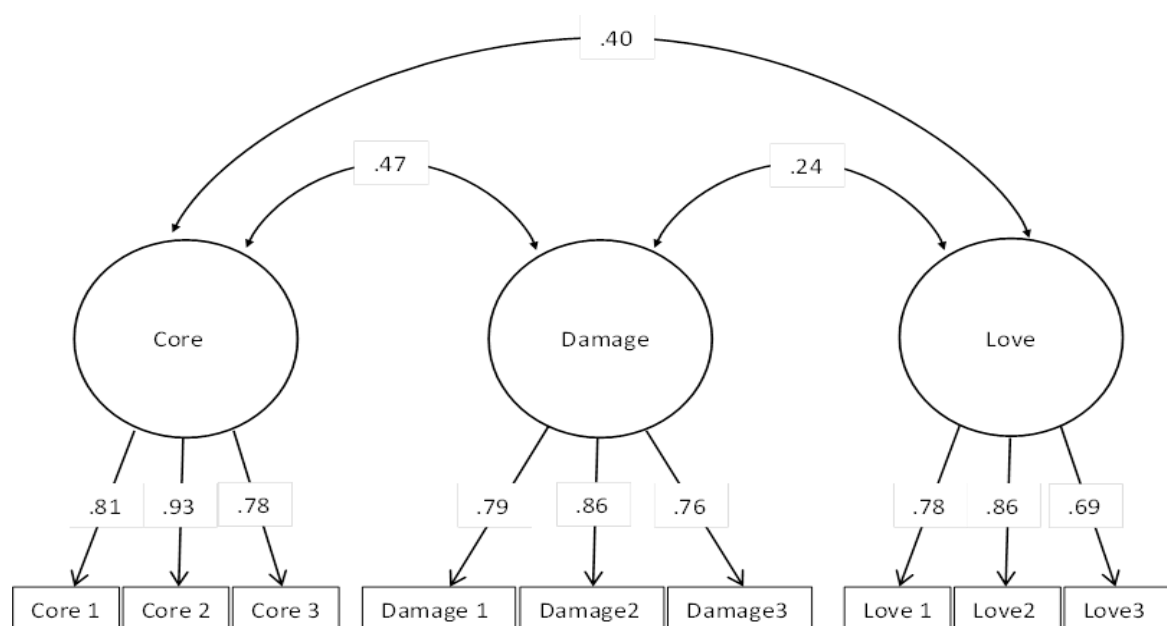 .40
.47
.24
Core
Damage
Love
.81
.93
.78
.79
.86
.76
.78
.86
.69
Core 1
Core 2
Core 3
Damage 1
Damage2
Damage3
Love 1
Love2
Love3